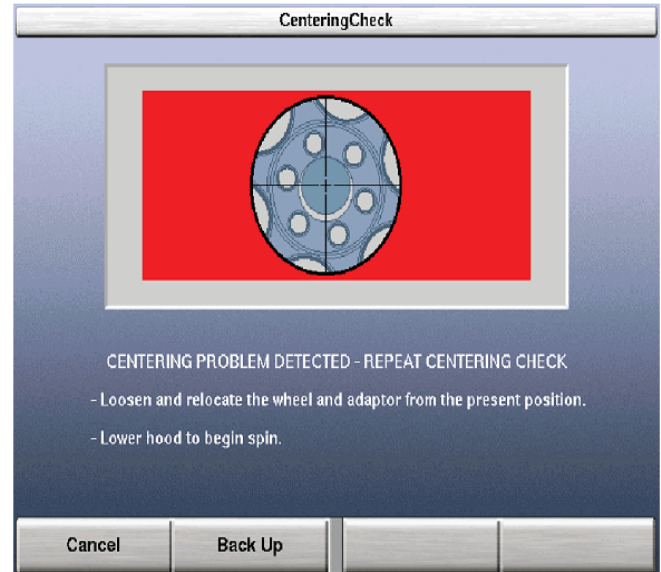 CenteringCheck
CENTERING PROBLEM DETECTED - REPEAT CENTERING CHECK
- Loosen and relocate the wheel and adaptor from the present position.
- Lower hood to begin spin.
Cancel
Back Up